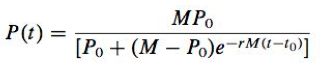 P(t) = MP₀ / [P₀ + (M – P₀)e^{–rM(t–t₀)}]